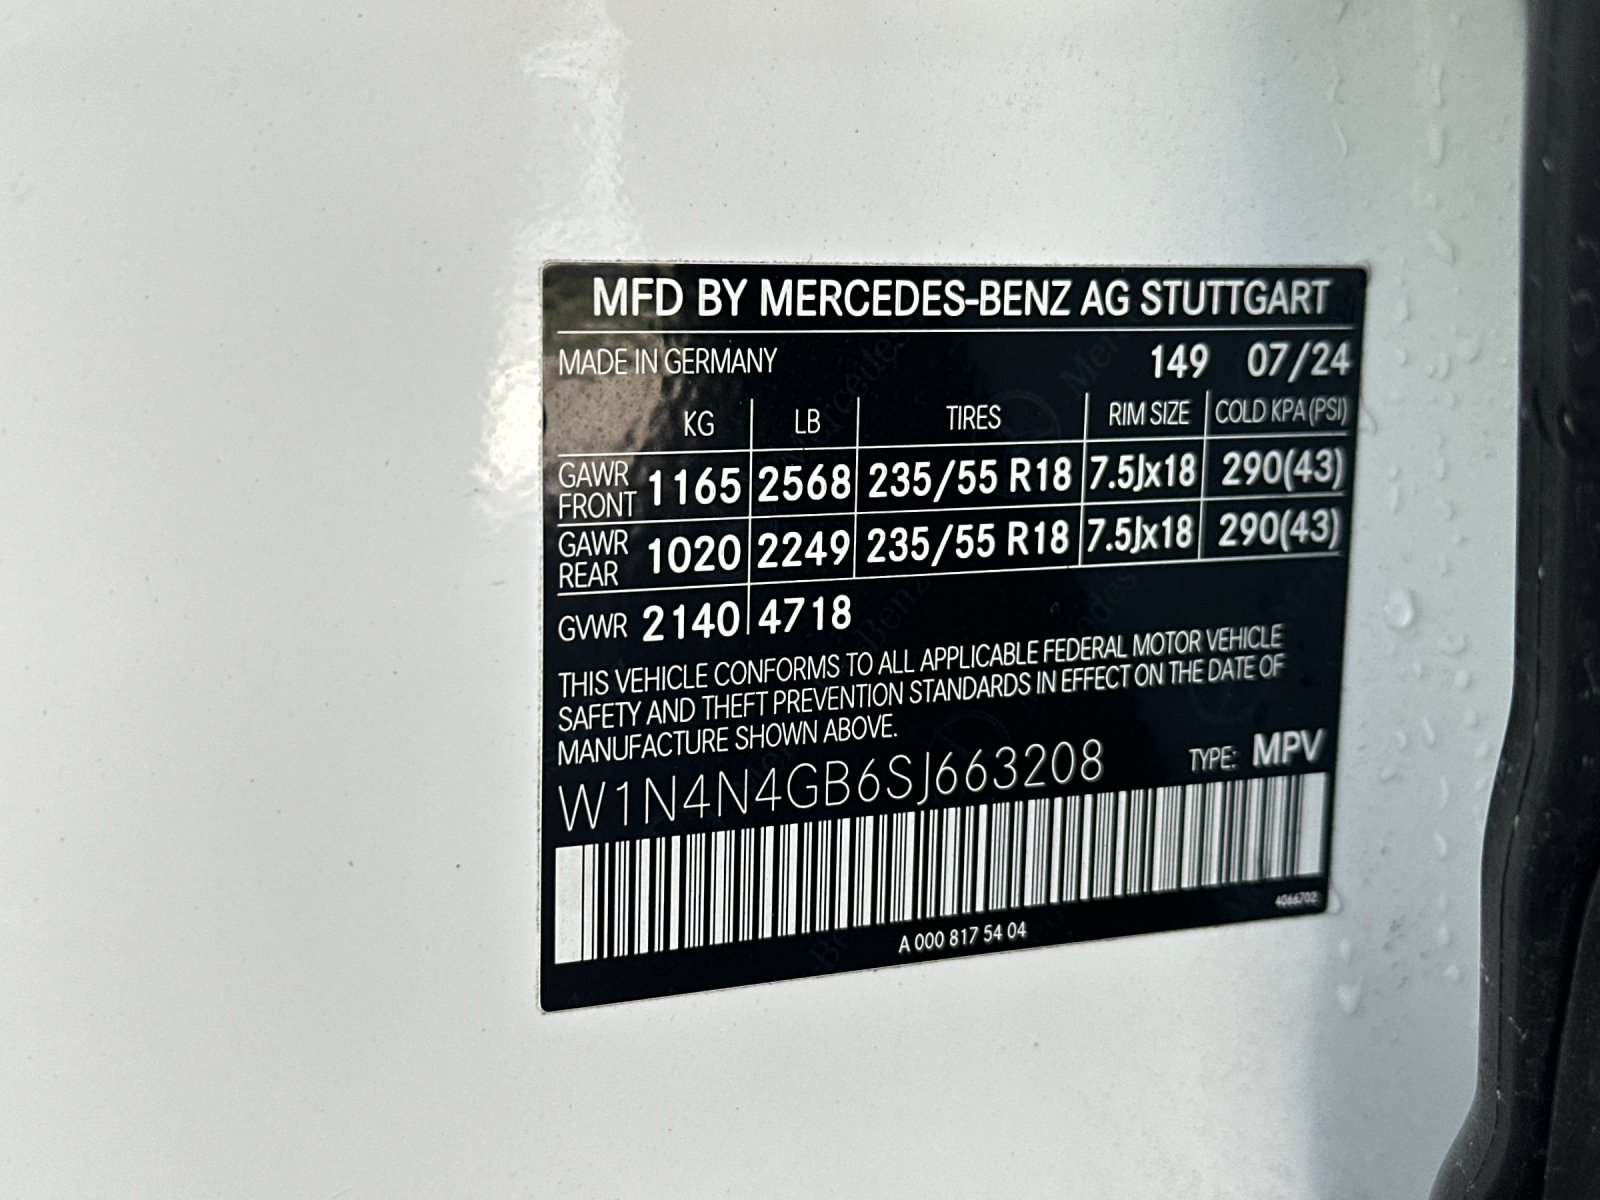 MFD BY MERCEDES-BENZ AG STUTTGART
MADE IN GERMANY 149 07/24
KG LB TIRES RIM SIZE COLD KPA (PSI)
GAWR FRONT 1165 2568 235/55 R18 7.5Jx18 290(43)
GAWR REAR 1020 2249 235/55 R18 7.5Jx18 290(43)
GVWR 2140 4718
THIS VEHICLE CONFORMS TO ALL APPLICABLE FEDERAL MOTOR VEHICLE
SAFETY AND THEFT PREVENTION STANDARDS IN EFFECT ON THE DATE OF
MANUFACTURE SHOWN ABOVE.
W1N4N4GB6SJ663208 TYPE: MPV
4066702
A 000 817 54 04